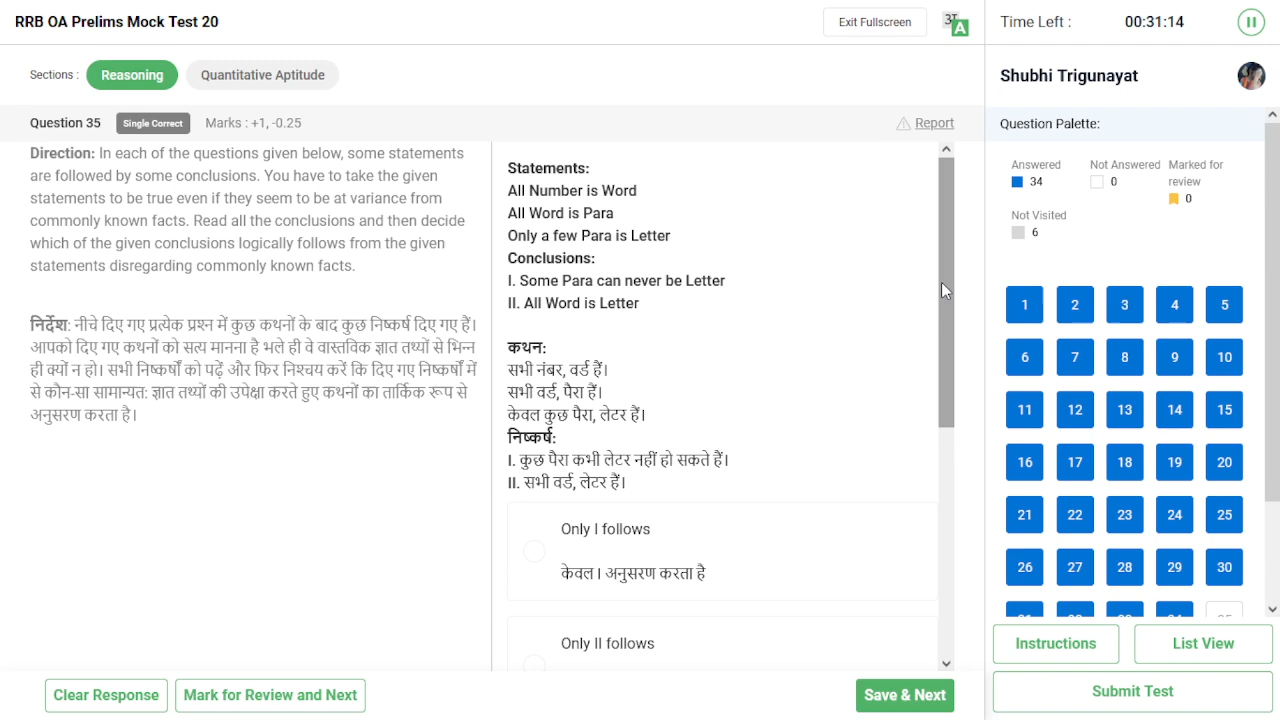 RRB OA Prelims Mock Test 20
Exit Fullscreen
Time Left :
00:31:14
Sections :
Reasoning
Quantitative Aptitude
Shubhi Trigunayat
Question 35
Single Correct
Marks : +1, -0.25
Report
Question Palette:
Direction: In each of the questions given below, some statements
are followed by some conclusions. You have to take the given
statements to be true even if they seem to be at variance from
commonly known facts. Read all the conclusions and then decide
which of the given conclusions logically follows from the given
statements disregarding commonly known facts.
निर्देश: नीचे दिए गए प्रत्येक प्रश्न में कुछ कथनों के बाद कुछ निष्कर्ष दिए गए हैं।
आपको दिए गए कथनों को सत्य मानना है भले ही वे वास्तविक ज्ञात तथ्यों से भिन्न
ही क्यों न हो। सभी निष्कर्षों को पढ़ें और फिर निश्चय करें कि दिए गए निष्कर्षों में
से कौन-सा सामान्यत: ज्ञात तथ्यों की उपेक्षा करते हुए कथनों का तार्किक रूप से
अनुसरण करता है।
Statements:
All Number is Word
All Word is Para
Only a few Para is Letter
Conclusions:
I. Some Para can never be Letter
II. All Word is Letter
कथन:
सभी नंबर, वर्ड हैं।
सभी वर्ड, पैरा हैं।
केवल कुछ पैरा, लेटर हैं।
निष्कर्ष:
I. कुछ पैरा कभी लेटर नहीं हो सकते हैं।
II. सभी वर्ड, लेटर हैं।
Only I follows
केवल I अनुसरण करता है
Only II follows
Answered
34
Not Answered
0
Marked for
review
0
Not Visited
6
1 2 3 4 5
6 7 8 9 10
11 12 13 14 15
16 17 18 19 20
21 22 23 24 25
26 27 28 29 30
Clear Response
Mark for Review and Next
Save & Next
Instructions
List View
Submit Test